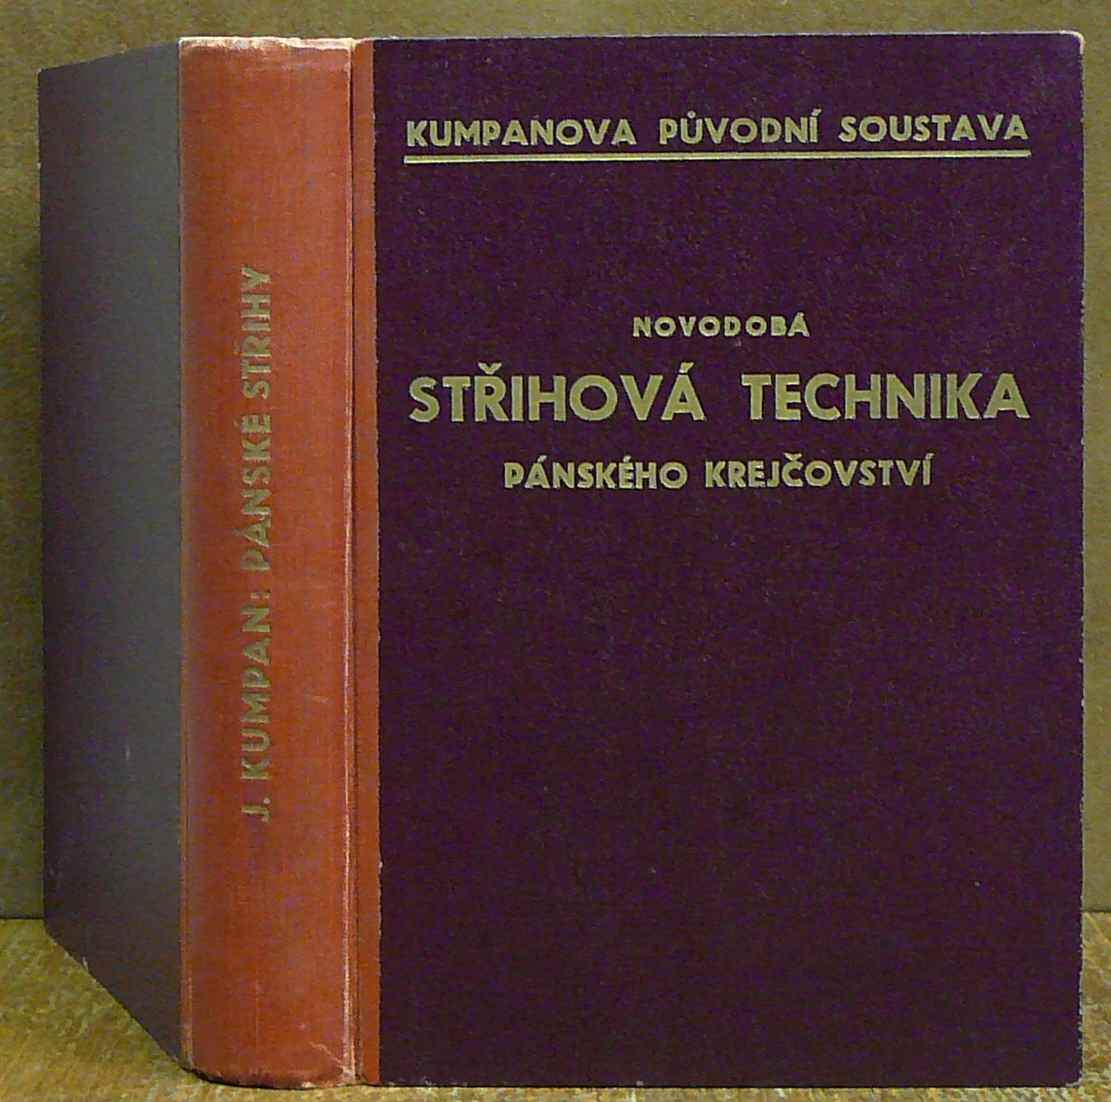 KUMPANOVA PŮVODNÍ SOUSTAVA
NOVODOBÁ
STŘIHOVÁ TECHNIKA
PÁNSKÉHO KREJČOVSTVÍ
J. KUMPAN: PÁNSKÉ STŘIHY